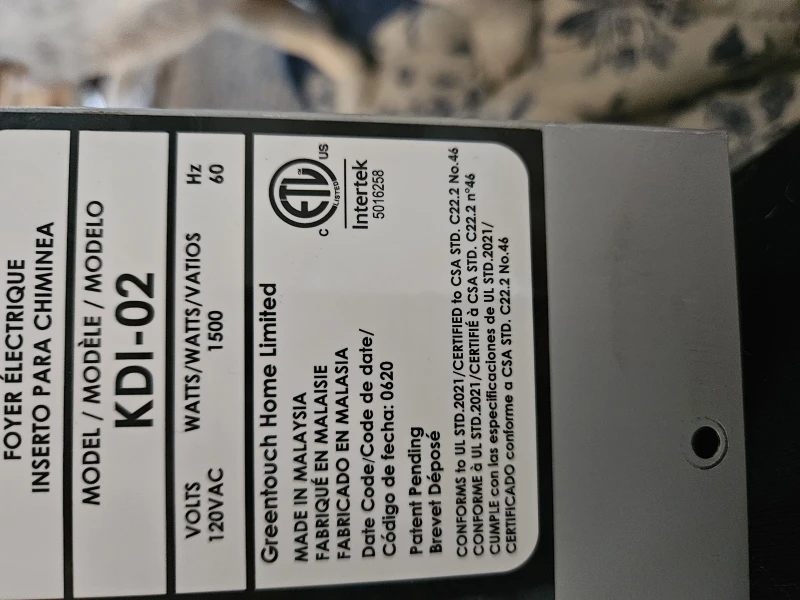 FOYER ÉLECTRIQUE
INSERTO PARA CHIMINEA
MODEL / MODÈLE / MODELO
KDI-02
VOLTS WATTS/WATTS/VATIOS Hz
120VAC 1500 60
Greentouch Home Limited
MADE IN MALAYSIA
FABRIQUÉ EN MALAISIE
FABRICADO EN MALASIA
Date Code/Code de date/
Código de fecha: 0620
Patent Pending
Brevet Déposé
C ETL US
LISTED
Intertek
5016258
CONFORMS to UL STD.2021/CERTIFIED to CSA STD. C22.2 No.46
CONFORME à UL STD.2021/CERTIFIÉ à CSA STD. C22.2 n°46
CUMPLE con las especificaciones de UL STD.2021/
CERTIFICADO conforme a CSA STD. C22.2 No.46